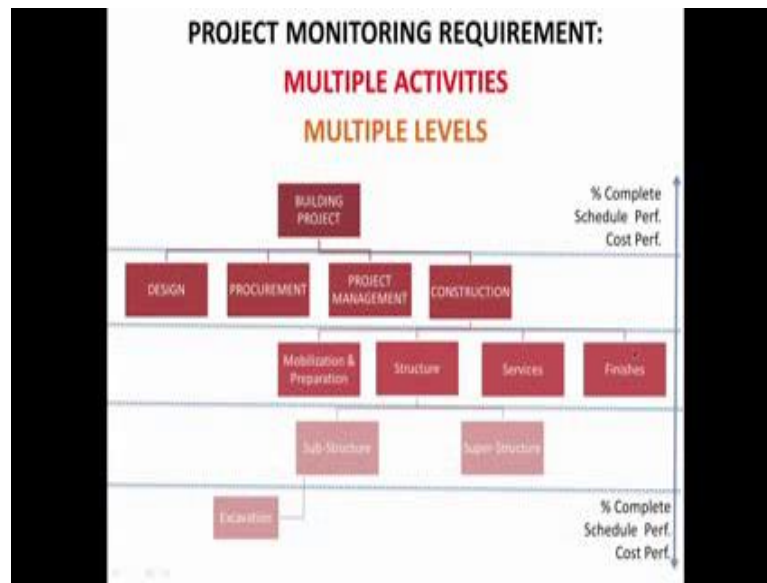 PROJECT MONITORING REQUIREMENT:
MULTIPLE ACTIVITIES
MULTIPLE LEVELS
BUILDING
PROJECT
% Complete
Schedule Perf.
Cost Perf.
DESIGN
PROCUREMENT
PROJECT
MANAGEMENT
CONSTRUCTION
Mobilization &
Preparation
Structure
Services
Finishes
Sub-Structure
Super-Structure
Excavation
% Complete
Schedule Perf.
Cost Perf.